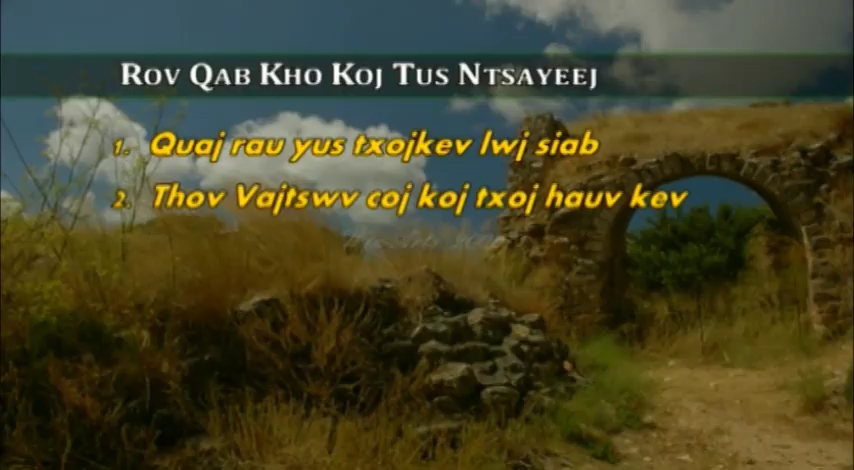 Rov Qab Kho Koj Tus Ntsayeej
1. Quaj rau yus txojkev lwj siab
2. Thov Vajtswv coj koj txoj hauv kev